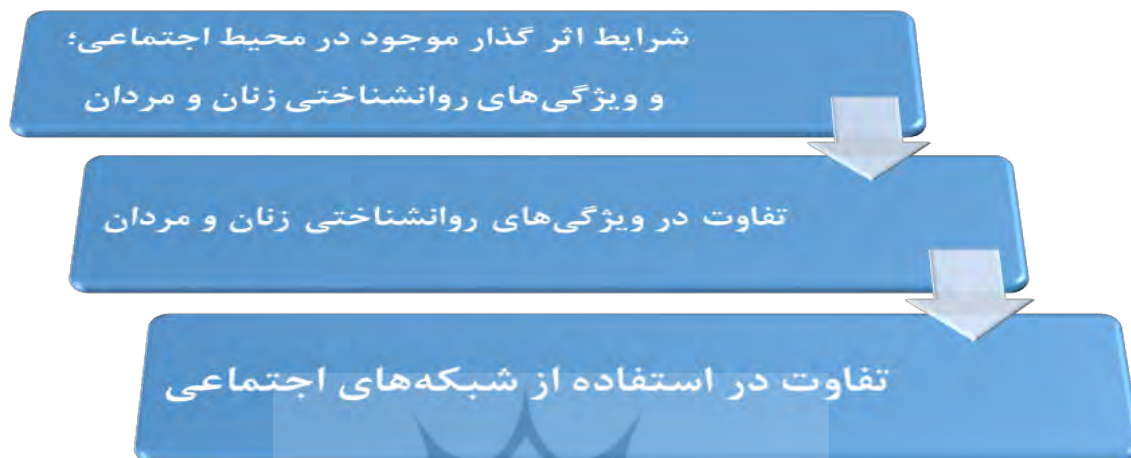 شرایط اثر گذار موجود در محیط اجتماعی؛
و ویژگی‌های روانشناختی زنان و مردان
تفاوت در ویژگی‌های روانشناختی زنان و مردان
تفاوت در استفاده از شبکه‌های اجتماعی